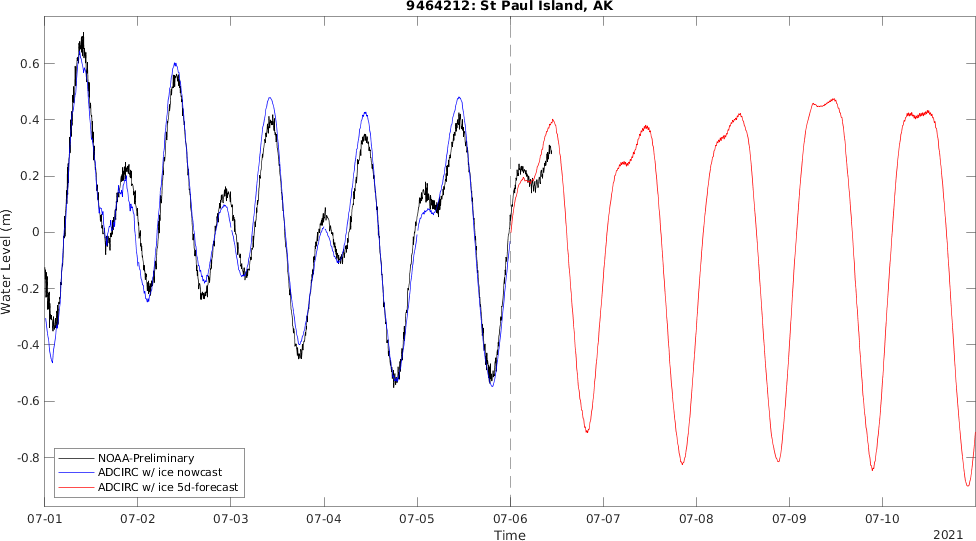 9464212: St Paul Island, AK
0.6
0.4
0.2
0
-0.2
-0.4
-0.6
-0.8
Water Level (m)
NOAA-Preliminary
ADCIRC w/ ice nowcast
ADCIRC w/ ice 5d-forecast
07-01 07-02 07-03 07-04 07-05 07-06 07-07 07-08 07-09 07-10
Time
2021